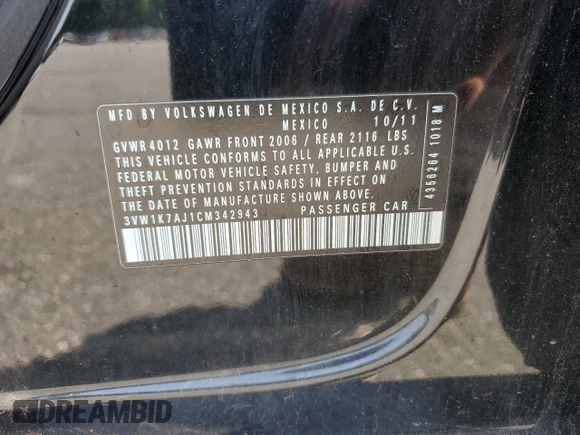 MFD BY VOLKSWAGEN DE MEXICO S.A. DE C.V.
MEXICO 10/11
GVWR 4012 GAWR FRONT 2006 / REAR 2116 LBS
THIS VEHICLE CONFORMS TO ALL APPLICABLE U.S.
FEDERAL MOTOR VEHICLE SAFETY, BUMPER AND
THEFT PREVENTION STANDARDS IN EFFECT ON
THE DATE OF MANUFACTURE SHOWN ABOVE.
3VW1K7AJ1CM342943 PASSENGER CAR
4356264 1018 M
DREAMBID